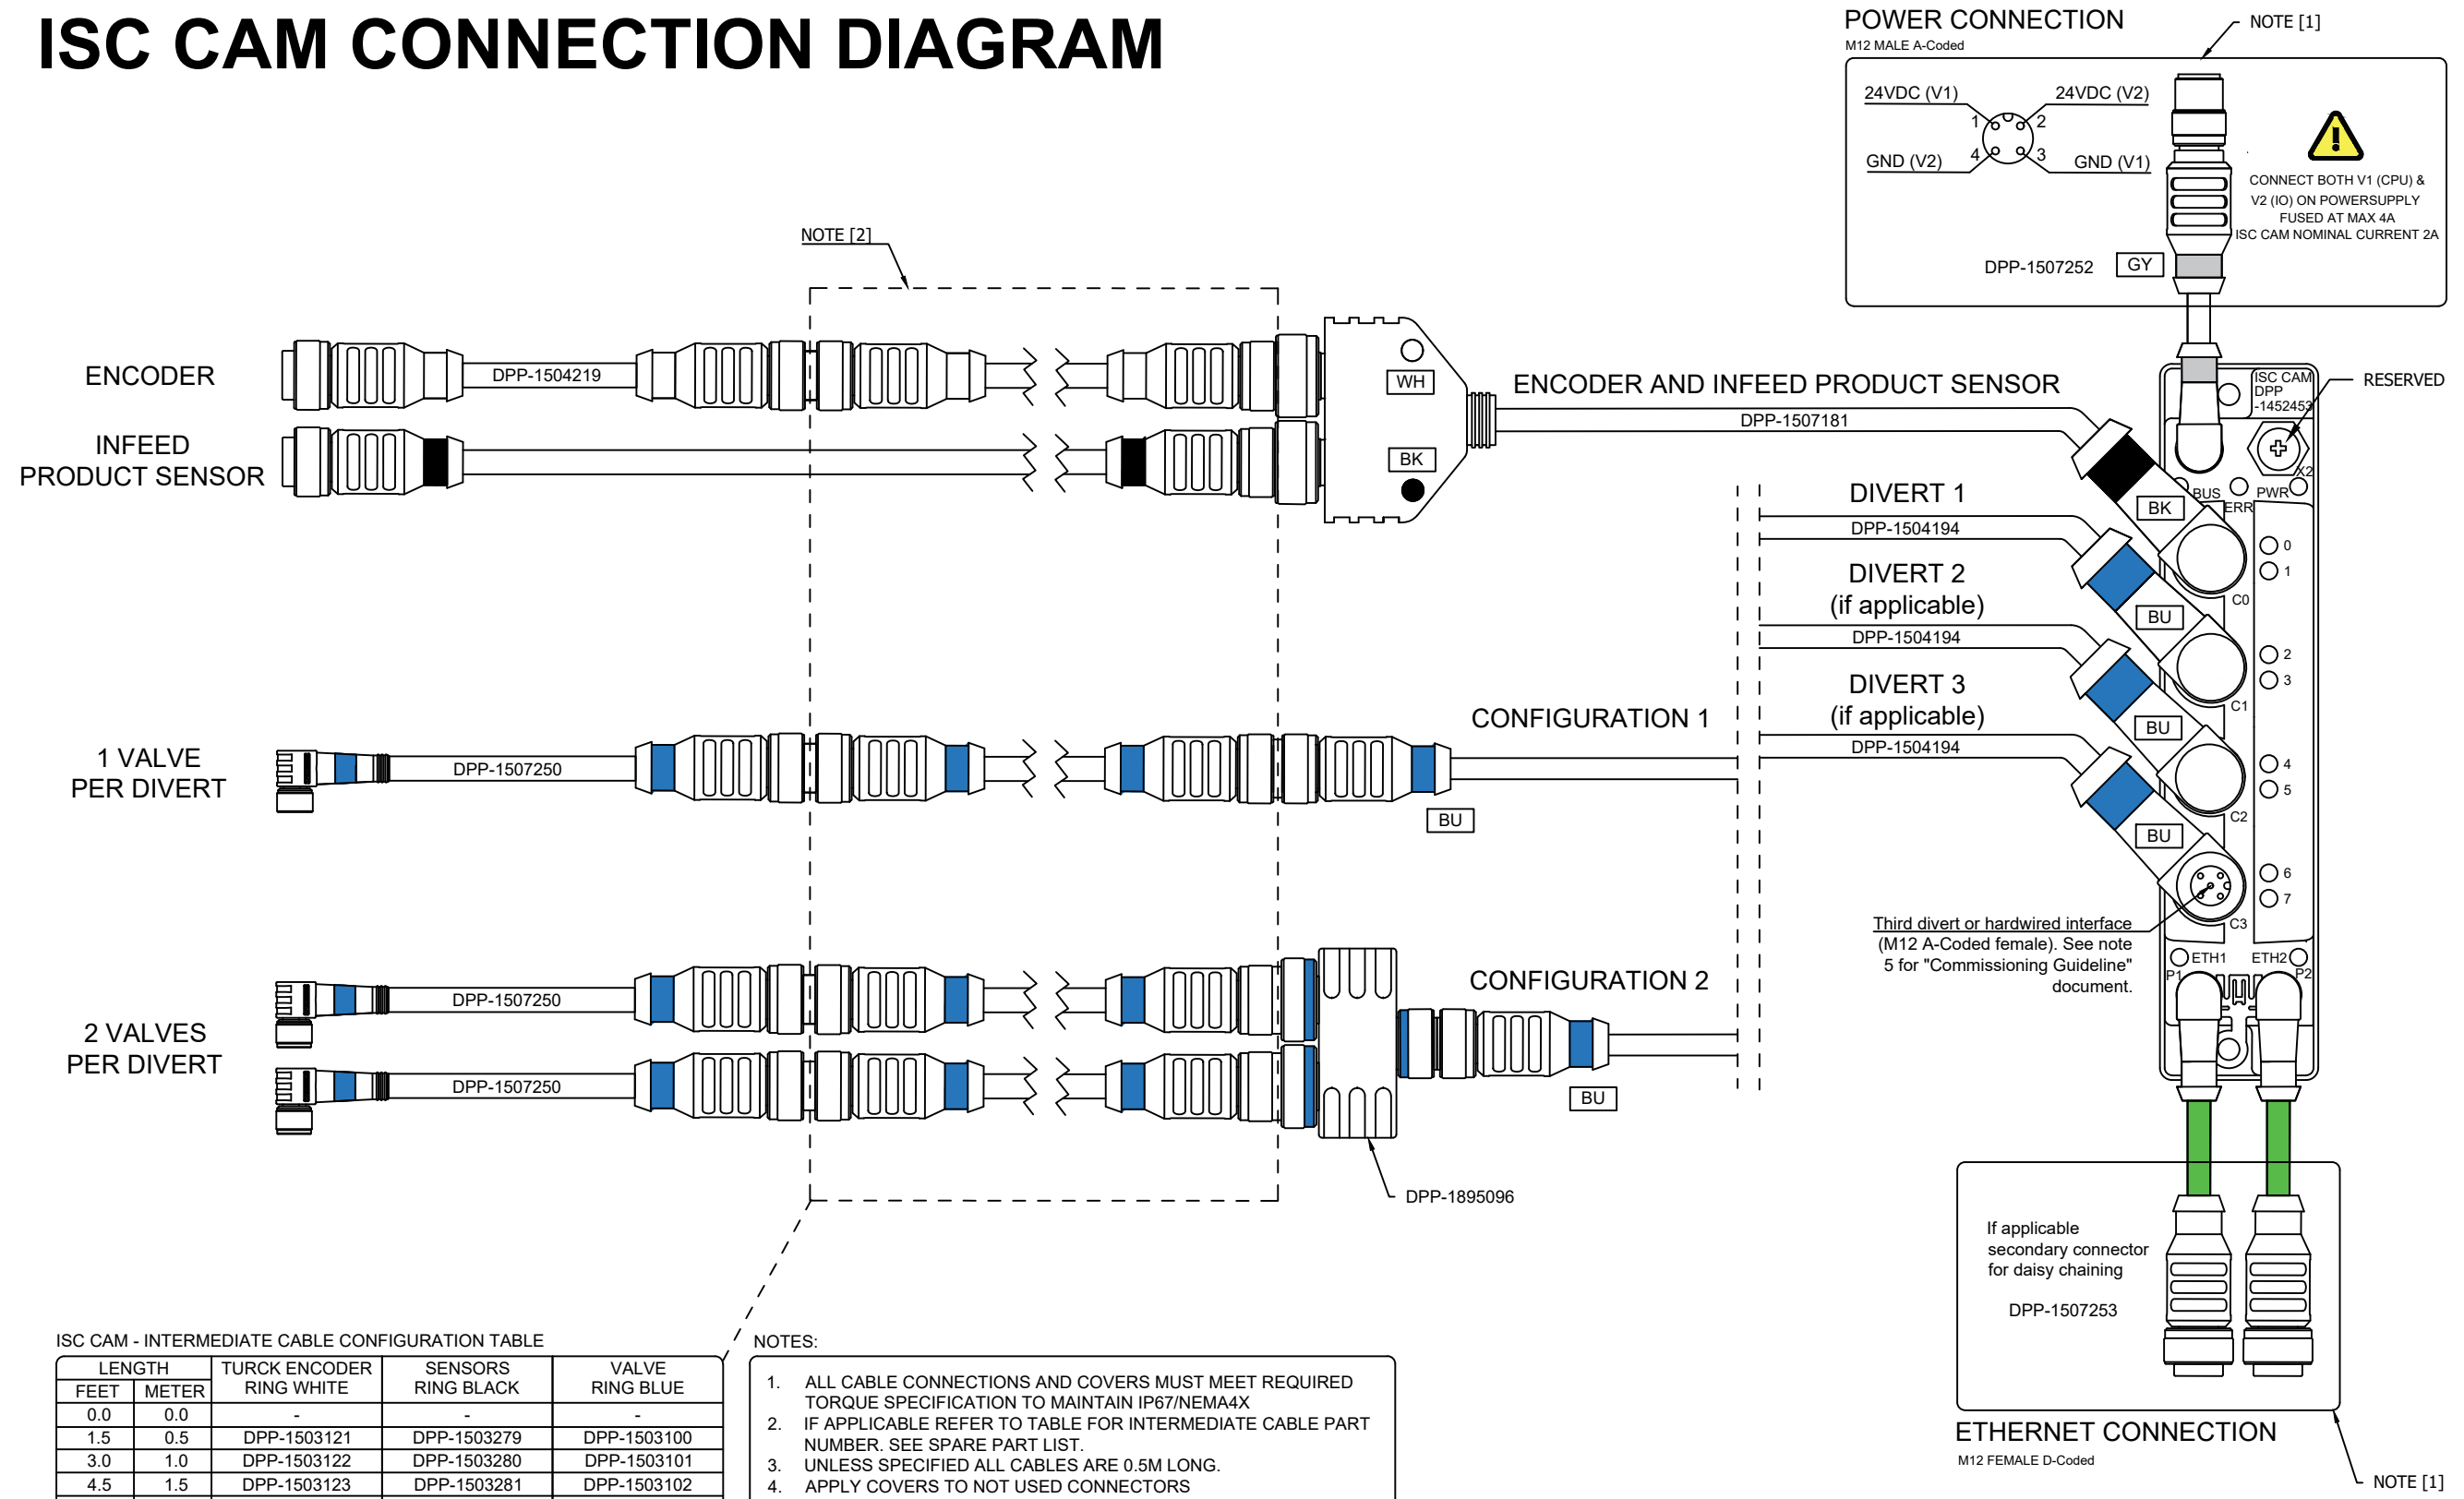 ISC CAM CONNECTION DIAGRAM
POWER CONNECTION
M12 MALE A-Coded
NOTE [1]
24VDC (V1)
24VDC (V2)
1
2
4
3
GND (V2)
GND (V1)
CONNECT BOTH V1 (CPU) &
V2 (IO) ON POWERSUPPLY
FUSED AT MAX 4A
ISC CAM NOMINAL CURRENT 2A
DPP-1507252
GY
NOTE [2]
ENCODER
DPP-1504219
WH
INFEED
PRODUCT SENSOR
BK
ENCODER AND INFEED PRODUCT SENSOR
DPP-1507181
ISC CAM
DPP
-1452453
RESERVED
X2
BUS
ERR
PWR
BK
DIVERT 1
DPP-1504194
0
1
C0
BU
DIVERT 2
(if applicable)
DPP-1504194
2
3
C1
BU
DIVERT 3
(if applicable)
DPP-1504194
4
5
C2
BU
6
7
C3
1 VALVE
PER DIVERT
DPP-1507250
CONFIGURATION 1
BU
Third divert or hardwired interface
(M12 A-Coded female). See note
5 for "Commissioning Guideline"
document.
ETH1
ETH2
P1
P2
2 VALVES
PER DIVERT
DPP-1507250
DPP-1507250
CONFIGURATION 2
BU
DPP-1895096
If applicable
secondary connector
for daisy chaining
DPP-1507253
ETHERNET CONNECTION
M12 FEMALE D-Coded
NOTE [1]
ISC CAM - INTERMEDIATE CABLE CONFIGURATION TABLE
LENGTH TURCK ENCODER SENSORS VALVE
FEET METER RING WHITE RING BLACK RING BLUE
0.0 0.0 - - -
1.5 0.5 DPP-1503121 DPP-1503279 DPP-1503100
3.0 1.0 DPP-1503122 DPP-1503280 DPP-1503101
4.5 1.5 DPP-1503123 DPP-1503281 DPP-1503102
NOTES:
1. ALL CABLE CONNECTIONS AND COVERS MUST MEET REQUIRED
TORQUE SPECIFICATION TO MAINTAIN IP67/NEMA4X
2. IF APPLICABLE REFER TO TABLE FOR INTERMEDIATE CABLE PART
NUMBER. SEE SPARE PART LIST.
3. UNLESS SPECIFIED ALL CABLES ARE 0.5M LONG.
4. APPLY COVERS TO NOT USED CONNECTORS